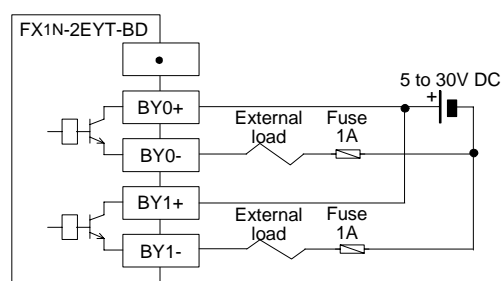 FX1N-2EYT-BD
5 to 30V DC
+
BY0+
External load
Fuse 1A
BY0-
BY1+
External load
Fuse 1A
BY1-